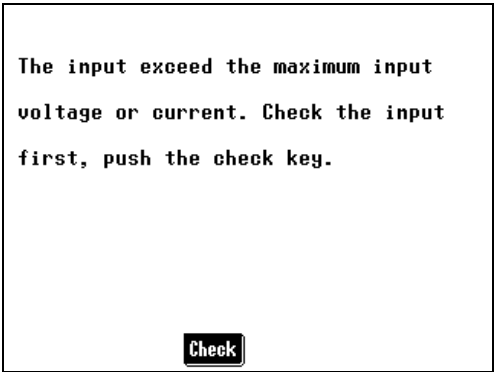 The input exceed the maximum input
voltage or current. Check the input
first, push the check key.
Check